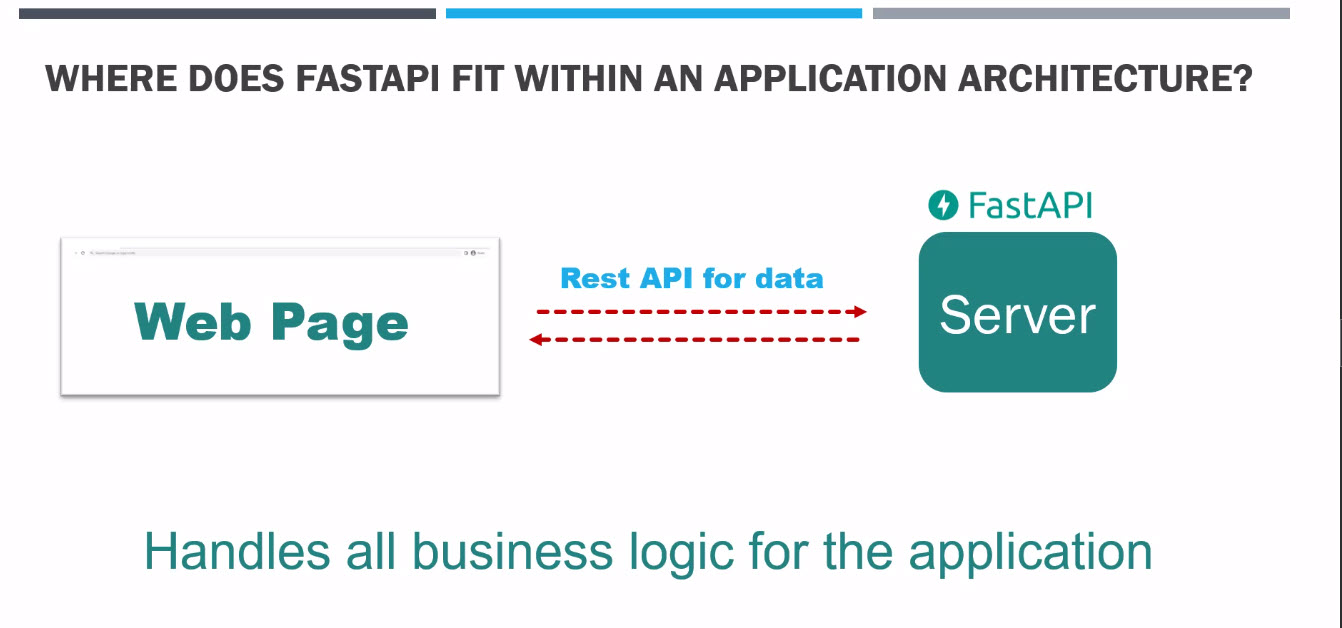 WHERE DOES FASTAPI FIT WITHIN AN APPLICATION ARCHITECTURE?
FastAPI
Rest API for data
Web Page
Server
Handles all business logic for the application